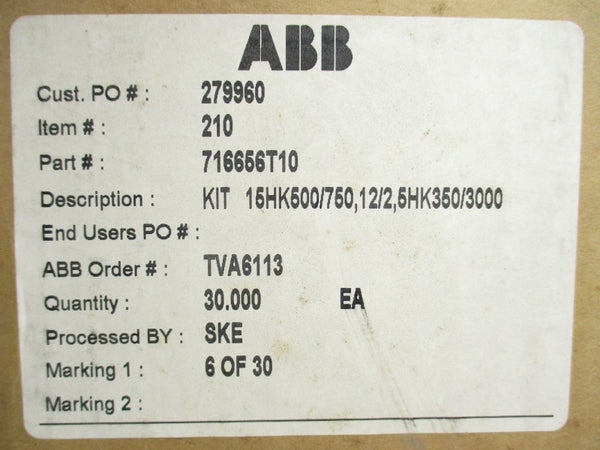 ABB
Cust. PO # : 279960
Item # : 210
Part # : 716656T10
Description : KIT 15HK500/750,12/2,5HK350/3000
End Users PO # :
ABB Order # : TVA6113
Quantity : 30.000 EA
Processed BY : SKE
Marking 1 : 6 OF 30
Marking 2 :